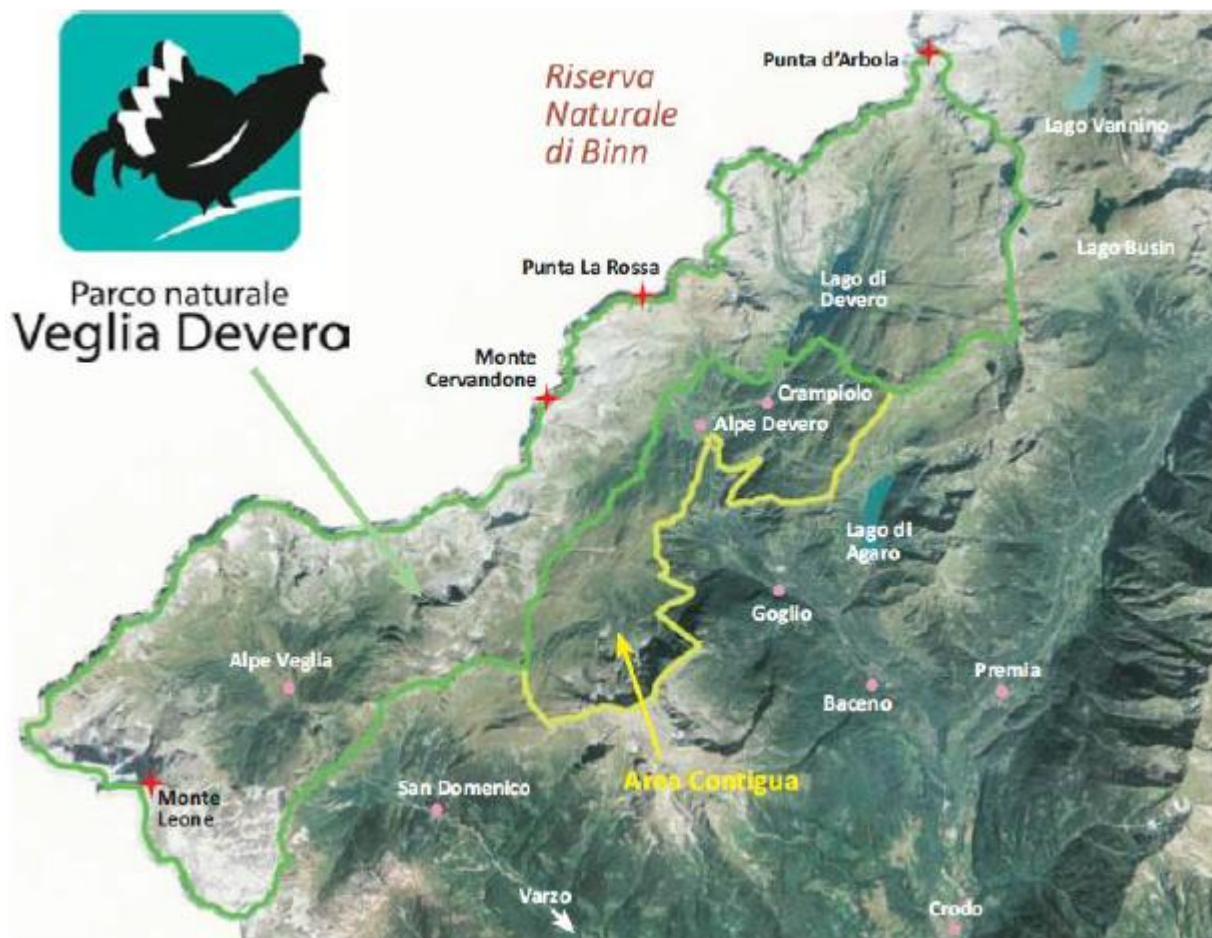 Parco naturale
Veglia Devero
Riserva
Naturale
di Binn
Punta d'Arbola
Lago Vannino
Lago Busin
Punta La Rossa
Lago di
Devero
Monte
Cervandone
Crampiolo
Alpe Devero
Lago di
Agaro
Goglio
Alpe Veglia
Baceno
Premia
Area Contigua
San Domenico
Monte
Leone
Varzo
Crodo